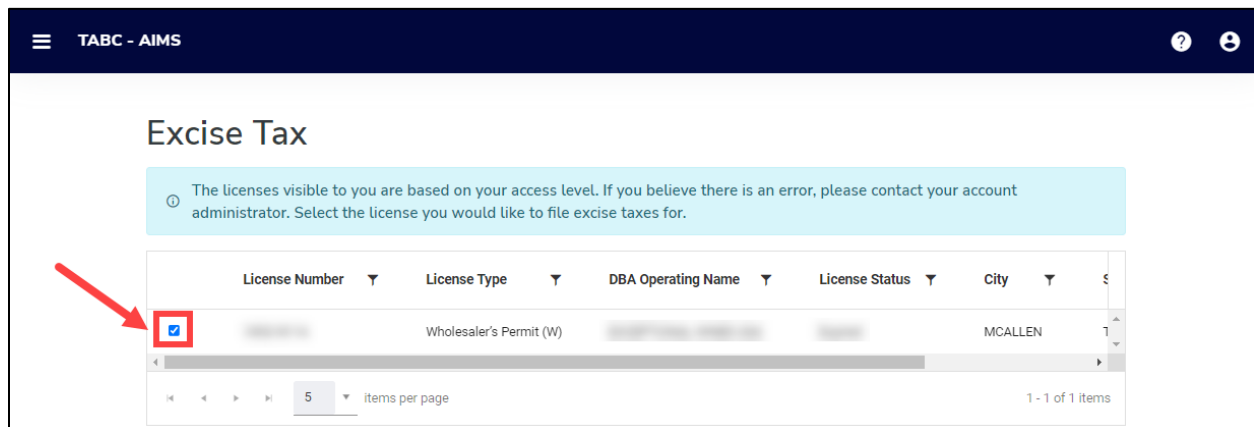 TABC - AIMS
Excise Tax
The licenses visible to you are based on your access level. If you believe there is an error, please contact your account
administrator. Select the license you would like to file excise taxes for.
License Number License Type DBA Operating Name License Status City
Wholesaler's Permit (W) MCALLEN
5 items per page 1 - 1 of 1 items